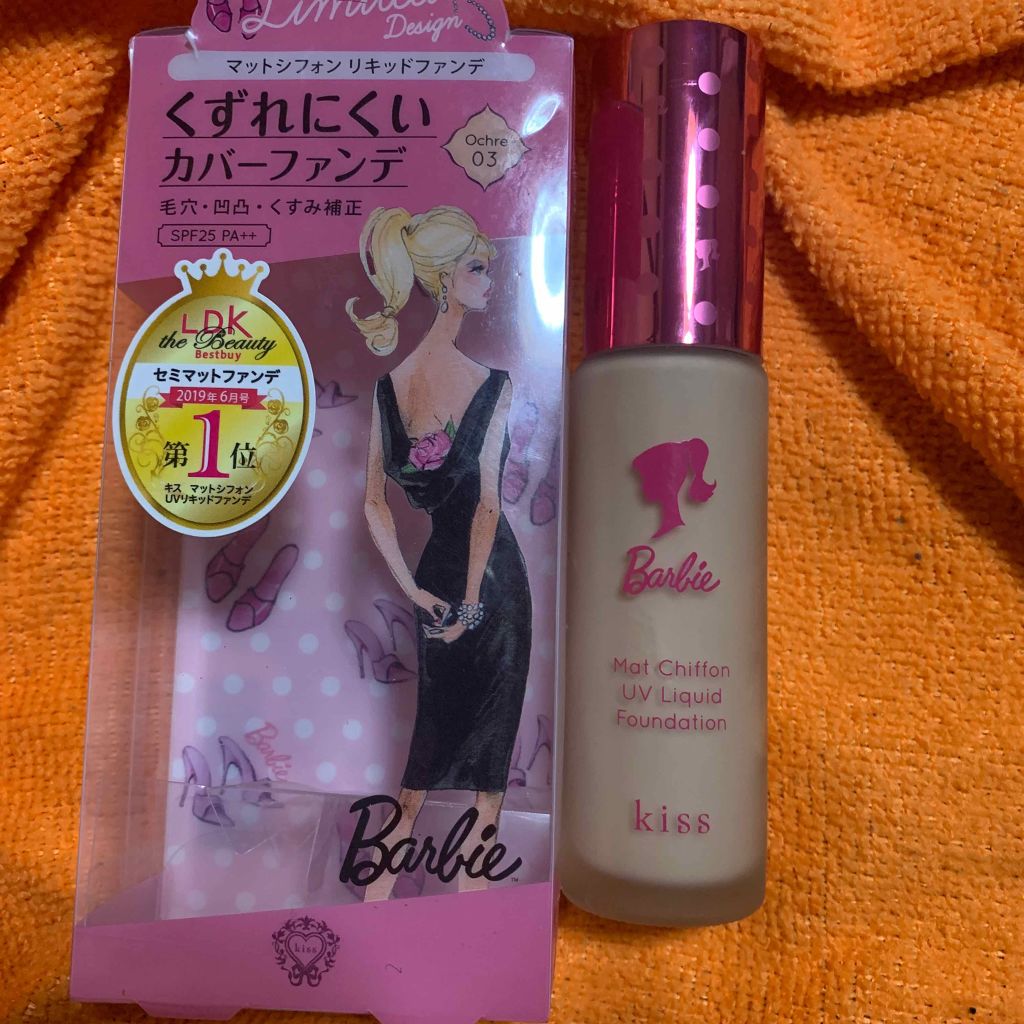 Limited
Design
マットシフォン リキッドファンデ
くずれにくい
カバーファンデ
毛穴・凹凸・くすみ補正
SPF25 PA++
Ochre
03
LDK
the Beauty
Bestbuy
セミマットファンデ
2019年6月号
第1位
キス マットシフォン
UVリキッドファンデ
Barbie
Barbie™
kiss
Barbie
Mat Chiffon
UV Liquid
Foundation
kiss